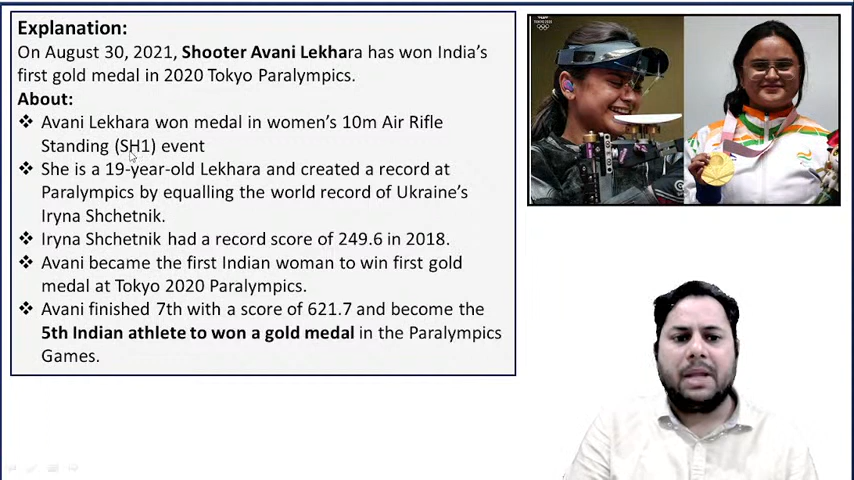 Explanation:
On August 30, 2021, Shooter Avani Lekhara has won India's
first gold medal in 2020 Tokyo Paralympics.
About:
❖ Avani Lekhara won medal in women's 10m Air Rifle
Standing (SH1) event
❖ She is a 19-year-old Lekhara and created a record at
Paralympics by equalling the world record of Ukraine's
Iryna Shchetnik.
❖ Iryna Shchetnik had a record score of 249.6 in 2018.
❖ Avani became the first Indian woman to win first gold
medal at Tokyo 2020 Paralympics.
❖ Avani finished 7th with a score of 621.7 and become the
5th Indian athlete to won a gold medal in the Paralympics
Games.
TOKYO 2020